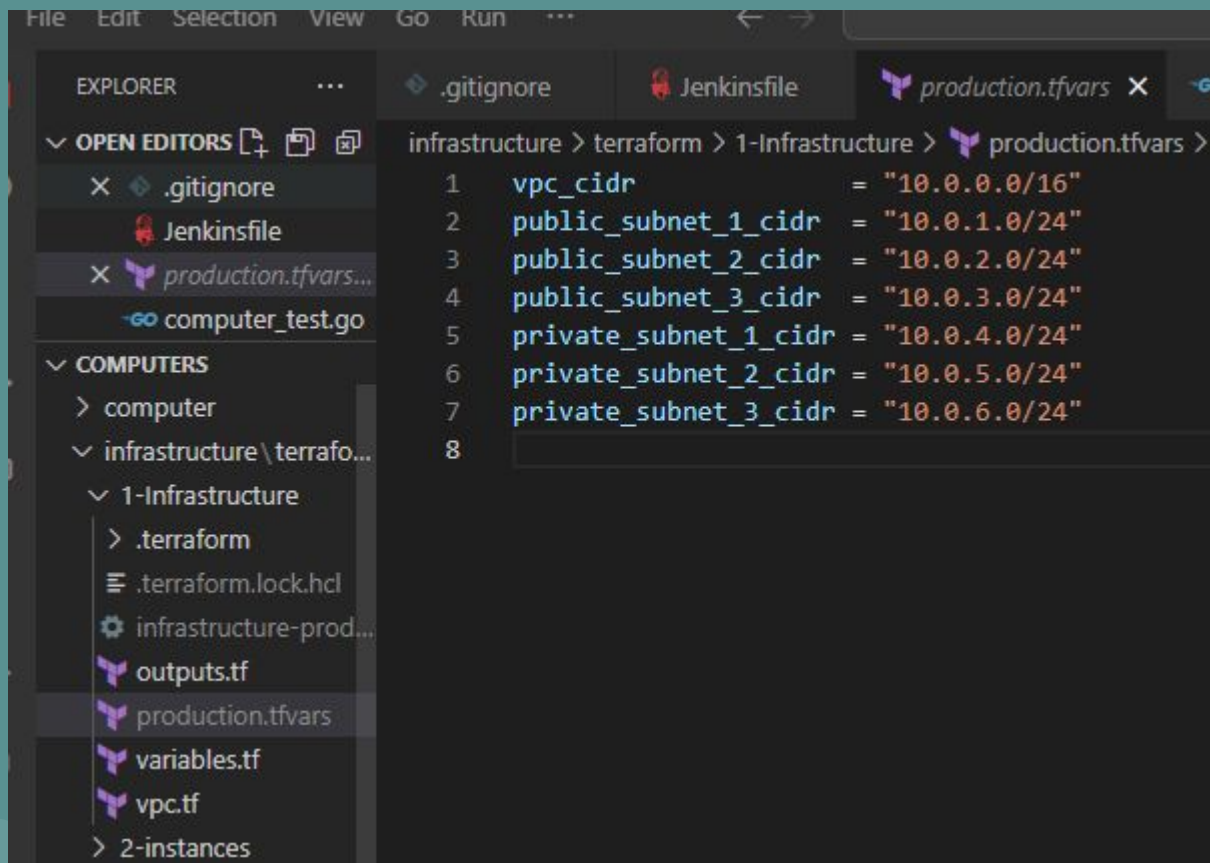 File Edit Selection View Go Run ...
EXPLORER ...
OPEN EDITORS
.gitignore
Jenkinsfile
production.tfvars...
computer_test.go
COMPUTERS
computer
infrastructure\terrafo...
1-Infrastructure
.terraform
.terraform.lock.hcl
infrastructure-prod...
outputs.tf
production.tfvars
variables.tf
vpc.tf
2-instances
.gitignore Jenkinsfile production.tfvars GO
infrastructure > terraform > 1-Infrastructure > production.tfvars >
1 vpc_cidr = "10.0.0.0/16"
2 public_subnet_1_cidr = "10.0.1.0/24"
3 public_subnet_2_cidr = "10.0.2.0/24"
4 public_subnet_3_cidr = "10.0.3.0/24"
5 private_subnet_1_cidr = "10.0.4.0/24"
6 private_subnet_2_cidr = "10.0.5.0/24"
7 private_subnet_3_cidr = "10.0.6.0/24"
8